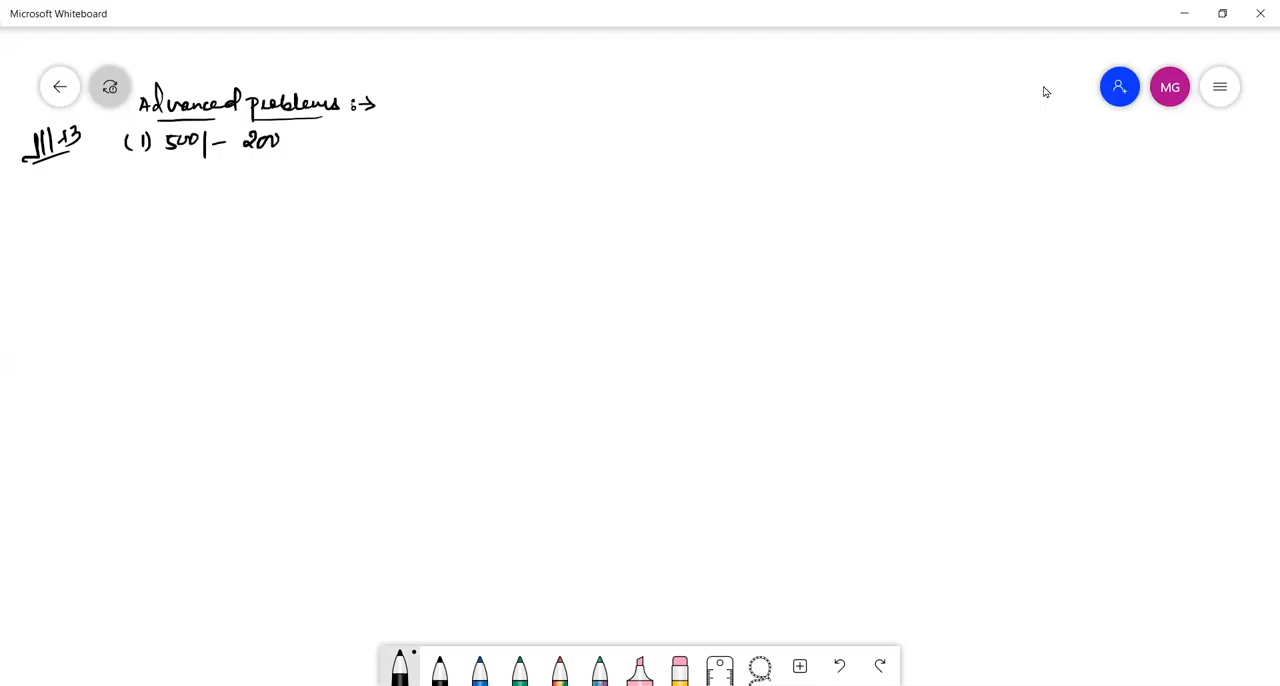 Microsoft Whiteboard
MG
Advanced problems :→
(1) 500/- 200